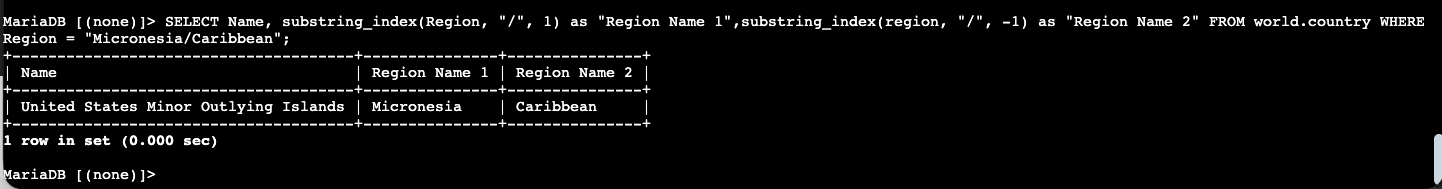 MariaDB [(none)]> SELECT Name, substring_index(Region, "/", 1) as "Region Name 1",substring_index(region, "/", -1) as "Region Name 2" FROM world.country WHERE
Region = "Micronesia/Caribbean";
+--------------------------------------+---------------+---------------+
| Name                                 | Region Name 1 | Region Name 2 |
+--------------------------------------+---------------+---------------+
| United States Minor Outlying Islands | Micronesia    | Caribbean     |
+--------------------------------------+---------------+---------------+
1 row in set (0.000 sec)
MariaDB [(none)]>